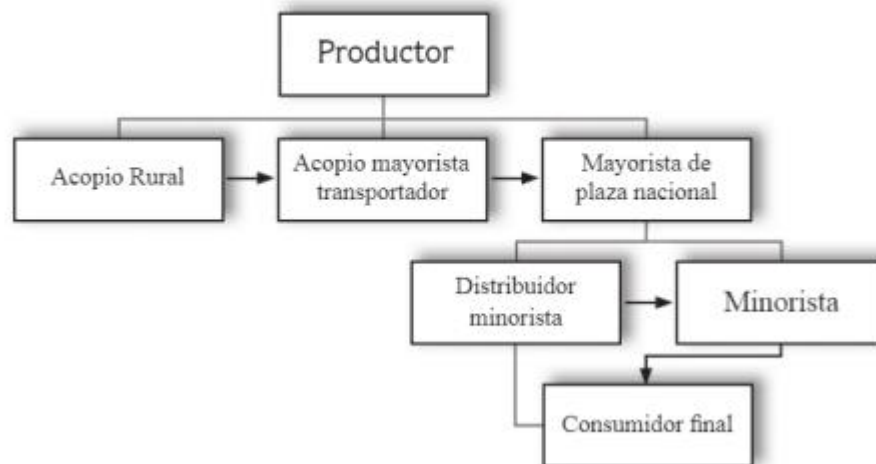 Productor
Acopio Rural
Acopio mayorista
transportador
Mayorista de
plaza nacional
Distribuidor
minorista
Minorista
Consumidor final